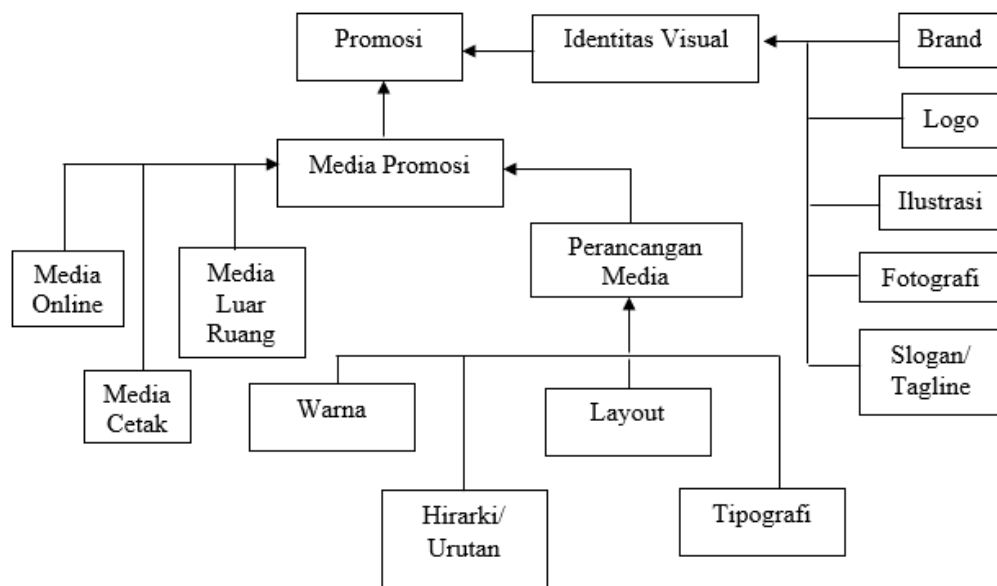 Promosi
Identitas Visual
Brand
Logo
Media Promosi
Ilustrasi
Perancangan
Media
Media
Online
Media
Luar
Ruang
Fotografi
Slogan/
Tagline
Media
Cetak
Warna
Layout
Hirarki/
Urutan
Tipografi